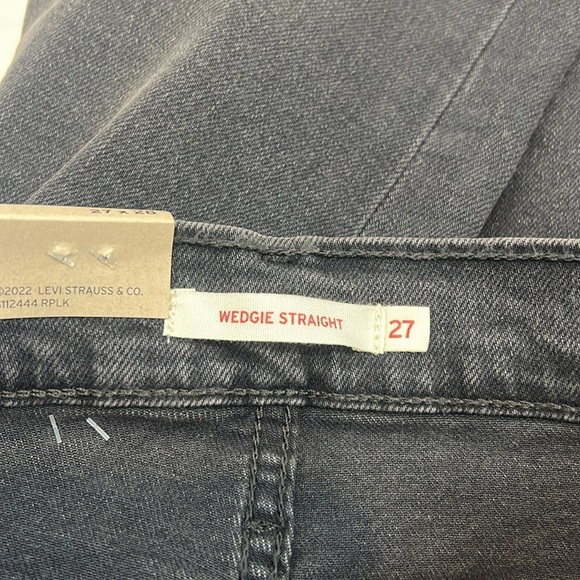 27 X 28
©2022 LEVI STRAUSS & CO.
112444 RPLK
WEDGIE STRAIGHT
27